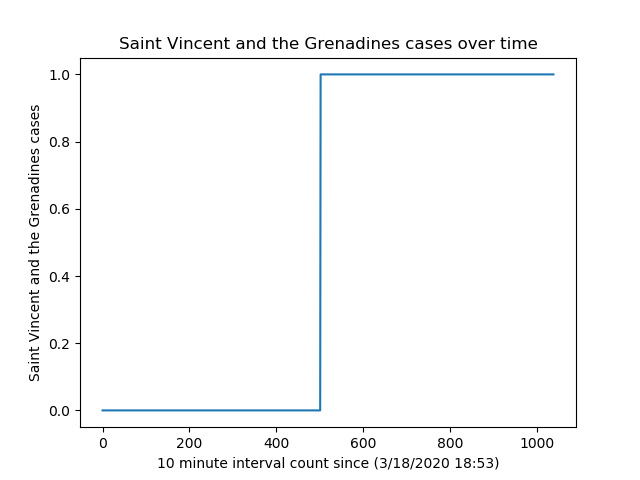 Saint Vincent and the Grenadines cases over time
Saint Vincent and the Grenadines cases
1.0
0.8
0.6
0.4
0.2
0.0
0 200 400 600 800 1000
10 minute interval count since (3/18/2020 18:53)